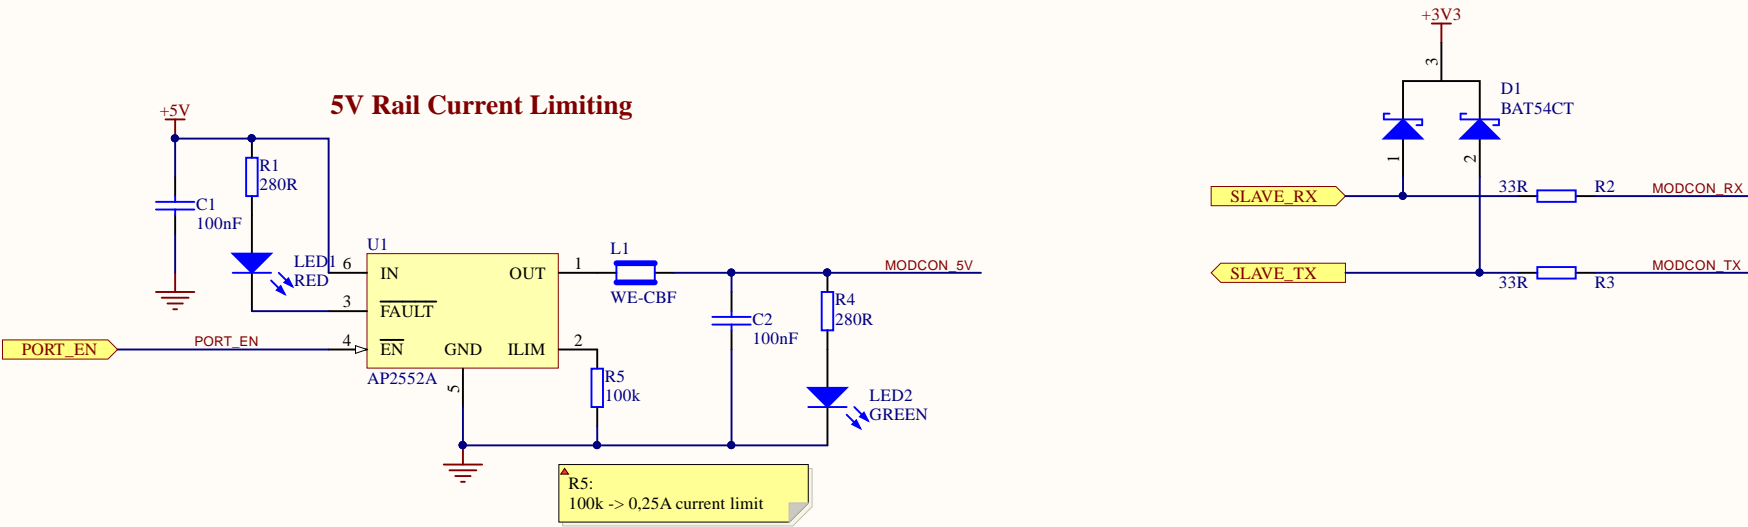 +3V3
3
D1
BAT54CT
1
2
5V Rail Current Limiting
+5V
R1
280R
C1
100nF
LED1
RED
U1
6
IN
OUT
1
3
FAULT
4
EN
GND
ILIM
2
5
AP2552A
PORT_EN
PORT_EN
L1
WE-CBF
MODCON_5V
C2
100nF
R4
280R
R5
100k
LED2
GREEN
R5:
100k -> 0,25A current limit
SLAVE_RX
33R
R2
MODCON_RX
SLAVE_TX
33R
R3
MODCON_TX